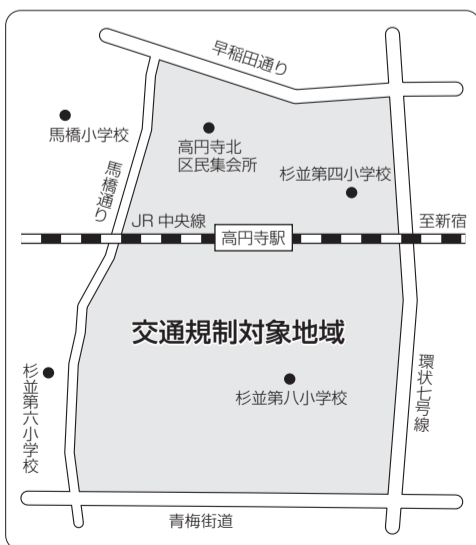 早稲田通り
馬橋小学校
高円寺北
区民集会所
馬橋通り
杉並第四小学校
JR 中央線
高円寺駅
至新宿
交通規制対象地域
杉並第六小学校
杉並第八小学校
環状七号線
青梅街道